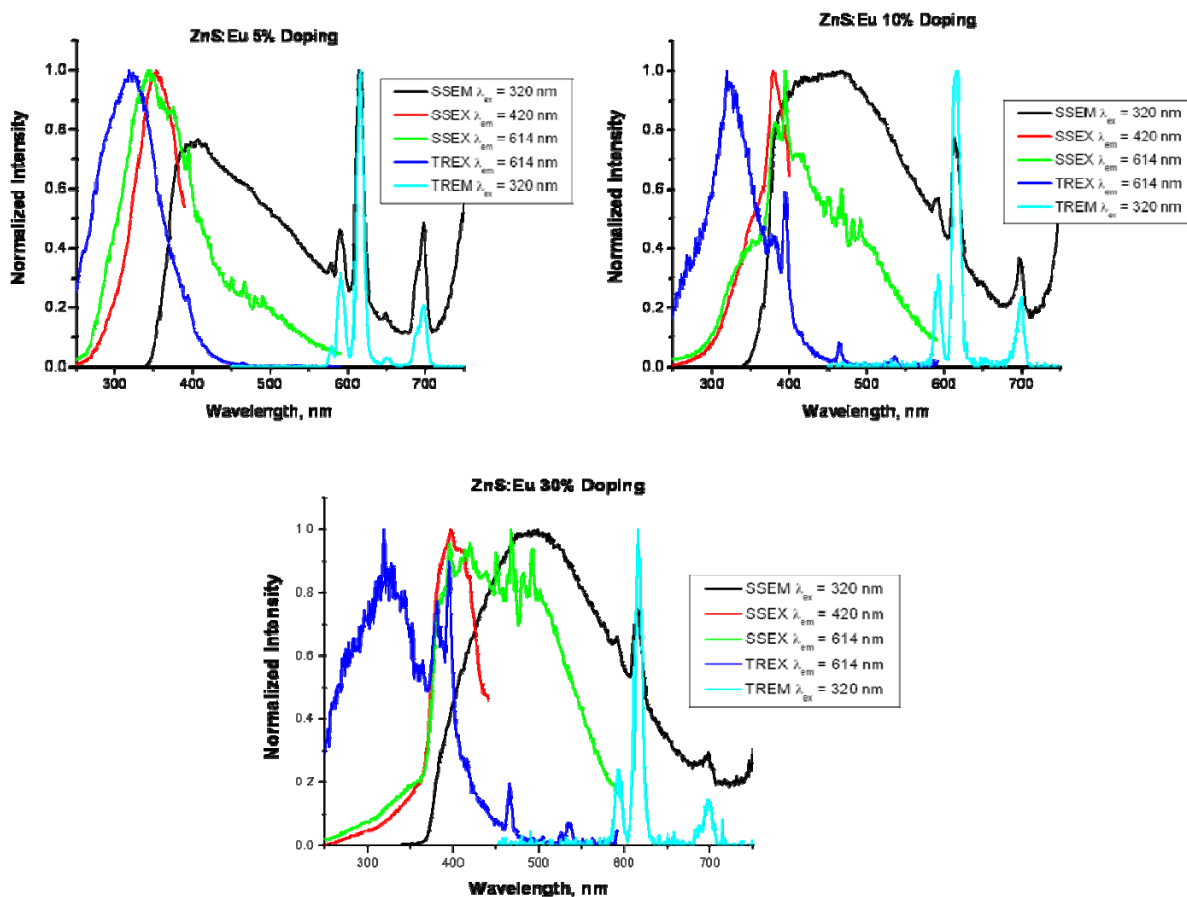 ZnS:Eu 5% Doping
Normalized Intensity
1.0
0.8
0.6
0.4
0.2
0.0
300 400 500 600 700
Wavelength, nm
SSEM λex = 320 nm
SSEX λem = 420 nm
SSEX λem = 614 nm
TREX λem = 614 nm
TREM λex = 320 nm
ZnS:Eu 10% Doping
Normalized Intensity
1.0
0.8
0.6
0.4
0.2
0.0
300 400 500 600 700
Wavelength, nm
SSEM λex = 320 nm
SSEX λem = 420 nm
SSEX λem = 614 nm
TREX λem = 614 nm
TREM λex = 320 nm
ZnS:Eu 30% Doping
Normalized Intensity
1.0
0.8
0.6
0.4
0.2
0.0
300 400 500 600 700
Wavelength, nm
SSEM λex = 320 nm
SSEX λem = 420 nm
SSEX λem = 614 nm
TREX λem = 614 nm
TREM λex = 320 nm